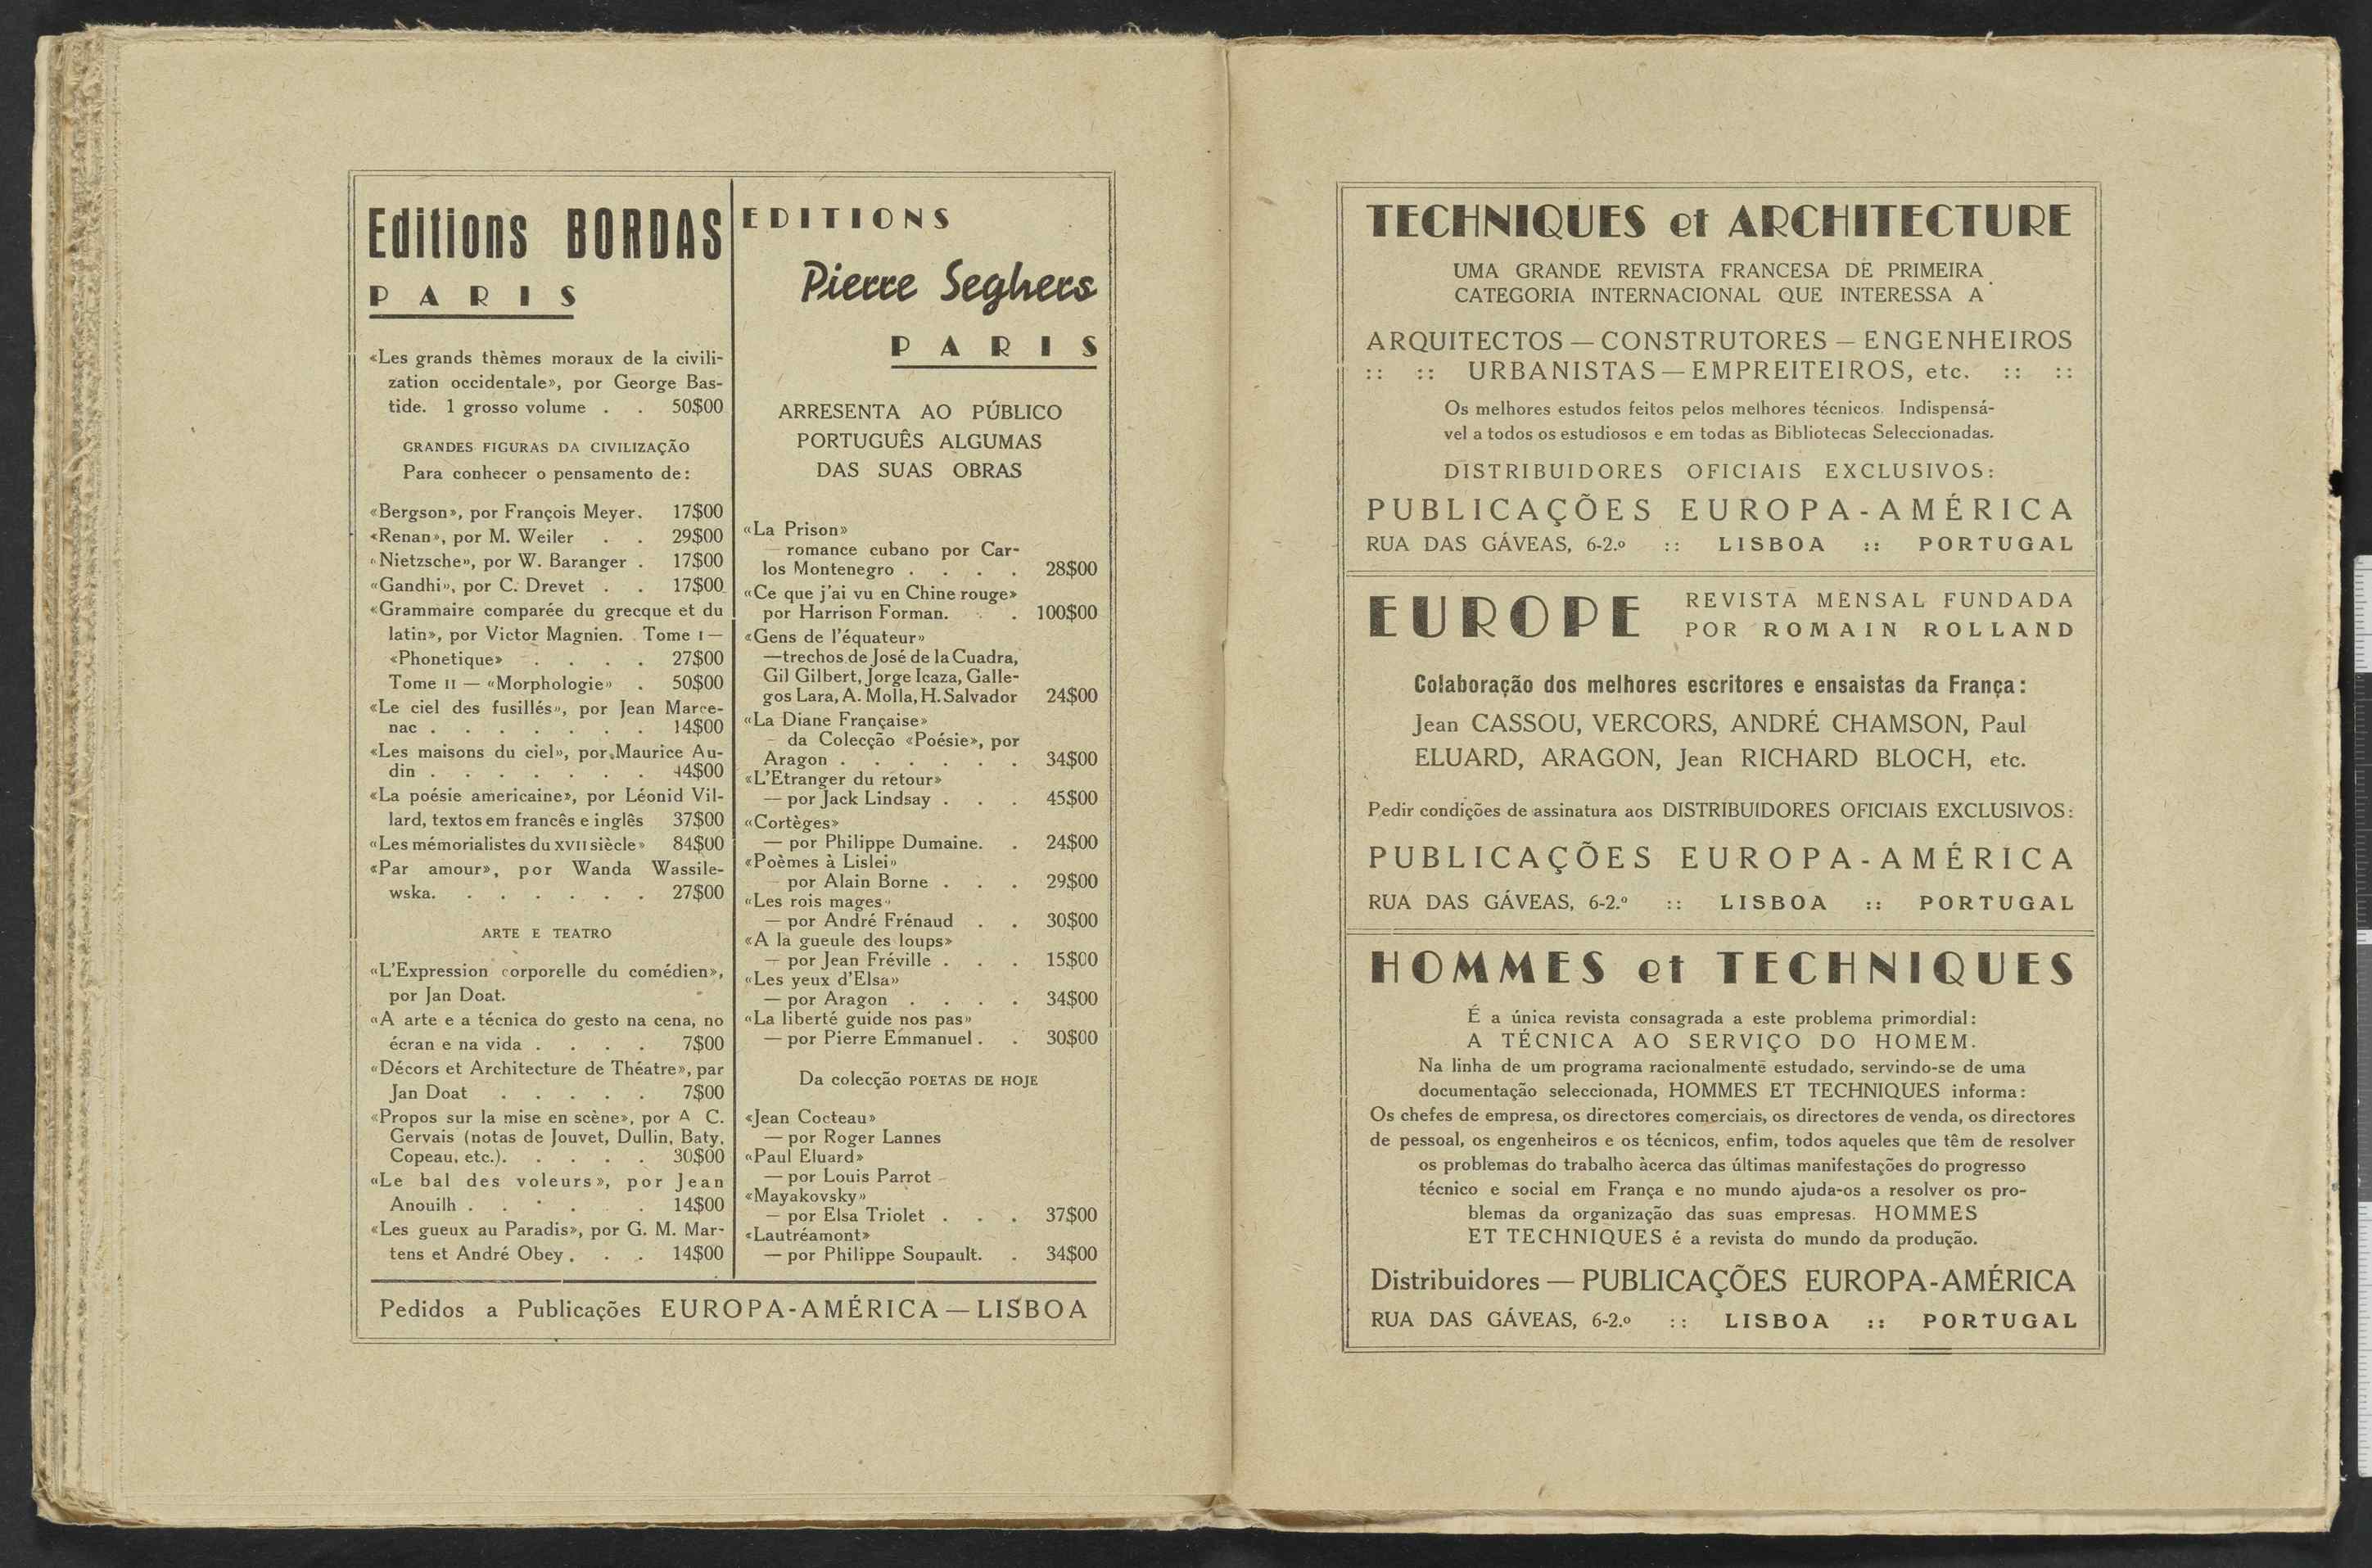 Editions BORDAS
PARIS
«Les grands thèmes moraux de la civili-
zation occidentale», por George Bas-
tide. 1 grosso volume . . 50$00
GRANDES FIGURAS DA CIVILIZAÇÃO
Para conhecer o pensamento de:
«Bergson», por François Meyer. 17$00
«Renan», por M. Weiler . . 29$00
«Nietzsche», por W. Baranger . 17$00
«Gandhi», por C. Drevet . . 17$00
«Grammaire comparée du grecque et du
latin», por Victor Magnien. Tome I —
«Phonetique» . . . . 27$00
Tome II — «Morphologie» . 50$00
«Le ciel des fusillés», por Jean Marce-
nac . . . . . . . 14$00
«Les maisons du ciel», por Maurice Au-
din . . . . . . . 44$00
«La poésie americaine», por Léonid Vil-
lard, textos em francês e inglês 37$00
«Les mémorialistes du XVII siècle» 84$00
«Par amour», por Wanda Wassile-
wska. . . . . . . 27$00
ARTE E TEATRO
«L'Expression corporelle du comédien»,
por Jan Doat.
«A arte e a técnica do gesto na cena, no
écran e na vida . . . . 7$00
«Décors et Architecture de Théatre», par
Jan Doat . . . . . 7$00
«Propos sur la mise en scène», por A C.
Gervais (notas de Jouvet, Dullin, Baty,
Copeau, etc.). . . . . 30$00
«Le bal des voleurs», por Jean
Anouilh . . . . . 14$00
«Les gueux au Paradis», por G. M. Mar-
tens et André Obey . . . 14$00
EDITIONS
Pierre Seghers
PARIS
ARRESENTA AO PÚBLICO
PORTUGUÊS ALGUMAS
DAS SUAS OBRAS
«La Prison»
— romance cubano por Car-
los Montenegro . . . . 28$00
«Ce que j'ai vu en Chine rouge»
por Harrison Forman. . . 100$00
«Gens de l'équateur»
—trechos de José de la Cuadra,
Gil Gilbert, Jorge Icaza, Galle-
gos Lara, A. Molla, H. Salvador 24$00
«La Diane Française»
— da Colecção «Poésie», por
Aragon . . . . . . 34$00
«L'Etranger du retour»
— por Jack Lindsay . . . 45$00
«Cortèges»
— por Philippe Dumaine. . 24$00
«Poèmes à Lislei»
— por Alain Borne . . . 29$00
«Les rois mages»
— por André Frénaud . . 30$00
«A la gueule des loups»
— por Jean Fréville . . . 15$00
«Les yeux d'Elsa»
— por Aragon . . . . 34$00
«La liberté guide nos pas»
— por Pierre Emmanuel . . 30$00
Da colecção POETAS DE HOJE
«Jean Cocteau»
— por Roger Lannes
«Paul Eluard»
— por Louis Parrot
«Mayakovsky»
— por Elsa Triolet . . . 37$00
«Lautréamont»
— por Philippe Soupault. . 34$00
Pedidos a Publicações EUROPA-AMÉRICA — LISBOA
TECHNIQUES et ARCHITECTURE
UMA GRANDE REVISTA FRANCESA DE PRIMEIRA
CATEGORIA INTERNACIONAL QUE INTERESSA A
ARQUITECTOS — CONSTRUTORES — ENGENHEIROS
:: :: URBANISTAS — EMPREITEIROS, etc. :: ::
Os melhores estudos feitos pelos melhores técnicos. Indispensá-
vel a todos os estudiosos e em todas as Bibliotecas Seleccionadas.
DISTRIBUIDORES OFICIAIS EXCLUSIVOS:
PUBLICAÇÕES EUROPA-AMÉRICA
RUA DAS GÁVEAS, 6-2.º :: LISBOA :: PORTUGAL
EUROPE
REVISTA MENSAL FUNDADA
POR ROMAIN ROLLAND
Colaboração dos melhores escritores e ensaistas da França:
Jean CASSOU, VERCORS, ANDRÉ CHAMSON, Paul
ELUARD, ARAGON, Jean RICHARD BLOCH, etc.
Pedir condições de assinatura aos DISTRIBUIDORES OFICIAIS EXCLUSIVOS:
PUBLICAÇÕES EUROPA-AMÉRICA
RUA DAS GÁVEAS, 6-2.º :: LISBOA :: PORTUGAL
HOMMES et TECHNIQUES
É a única revista consagrada a este problema primordial:
A TÉCNICA AO SERVIÇO DO HOMEM.
Na linha de um programa racionalmente estudado, servindo-se de uma
documentação seleccionada, HOMMES ET TECHNIQUES informa:
Os chefes de empresa, os directores comerciais, os directores de venda, os directores
de pessoal, os engenheiros e os técnicos, enfim, todos aqueles que têm de resolver
os problemas do trabalho àcerca das últimas manifestações do progresso
técnico e social em França e no mundo ajuda-os a resolver os pro-
blemas da organização das suas empresas. HOMMES
ET TECHNIQUES é a revista do mundo da produção.
Distribuidores — PUBLICAÇÕES EUROPA-AMÉRICA
RUA DAS GÁVEAS, 6-2.º :: LISBOA :: PORTUGAL